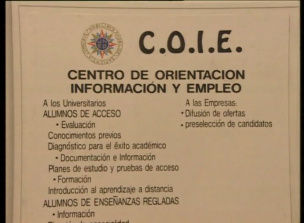 C.O.I.E.
CENTRO DE ORIENTACION
INFORMACIÓN Y EMPLEO
A los Universitarios
ALUMNOS DE ACCESO
• Evaluación
Conocimientos previos
Diagnóstico para el éxito académico
• Documentación e Información
Planes de estudio y pruebas de acceso
• Formación
Introducción al aprendizaje a distancia
ALUMNOS DE ENSEÑANZAS REGLADAS
• Información
A las Empresas:
• Difusión de ofertas
• preselección de candidatos